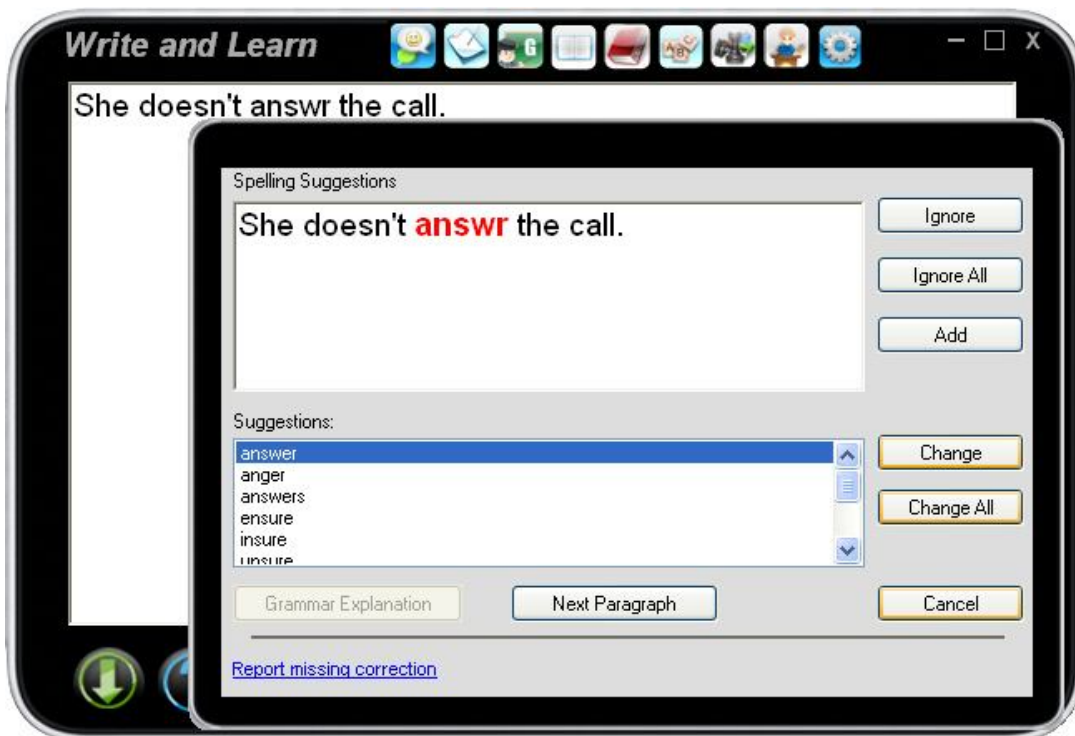 Write and Learn
G
— □ X
She doesn't answr the call.
Spelling Suggestions
She doesn't answr the call.
Ignore
Ignore All
Add
Suggestions:
answer
anger
answers
ensure
insure
unsure
Change
Change All
Grammar Explanation
Next Paragraph
Cancel
Report missing correction